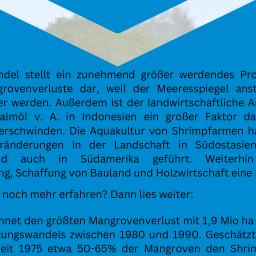 ndel stellt ein zunehmend größer werdendes Pro
grovenverluste dar, weil der Meeresspiegel anst
er werden. Außerdem ist der landwirtschaftliche A
almöl v. A. in Indonesien ein großer Faktor da
erschwinden. Die Aquakultur von Shrimpfarmen ha
ränderungen in der Landschaft in Südostasien
d auch in Südamerika geführt. Weiterhin
ng, Schaffung von Bauland und Holzwirtschaft eine
noch mehr erfahren? Dann lies weiter:
hnet den größten Mangrovenverlust mit 1,9 Mio ha
ungswandels zwischen 1980 und 1990. Geschätzt
eit 1975 etwa 50-65% der Mangroven den Shrim